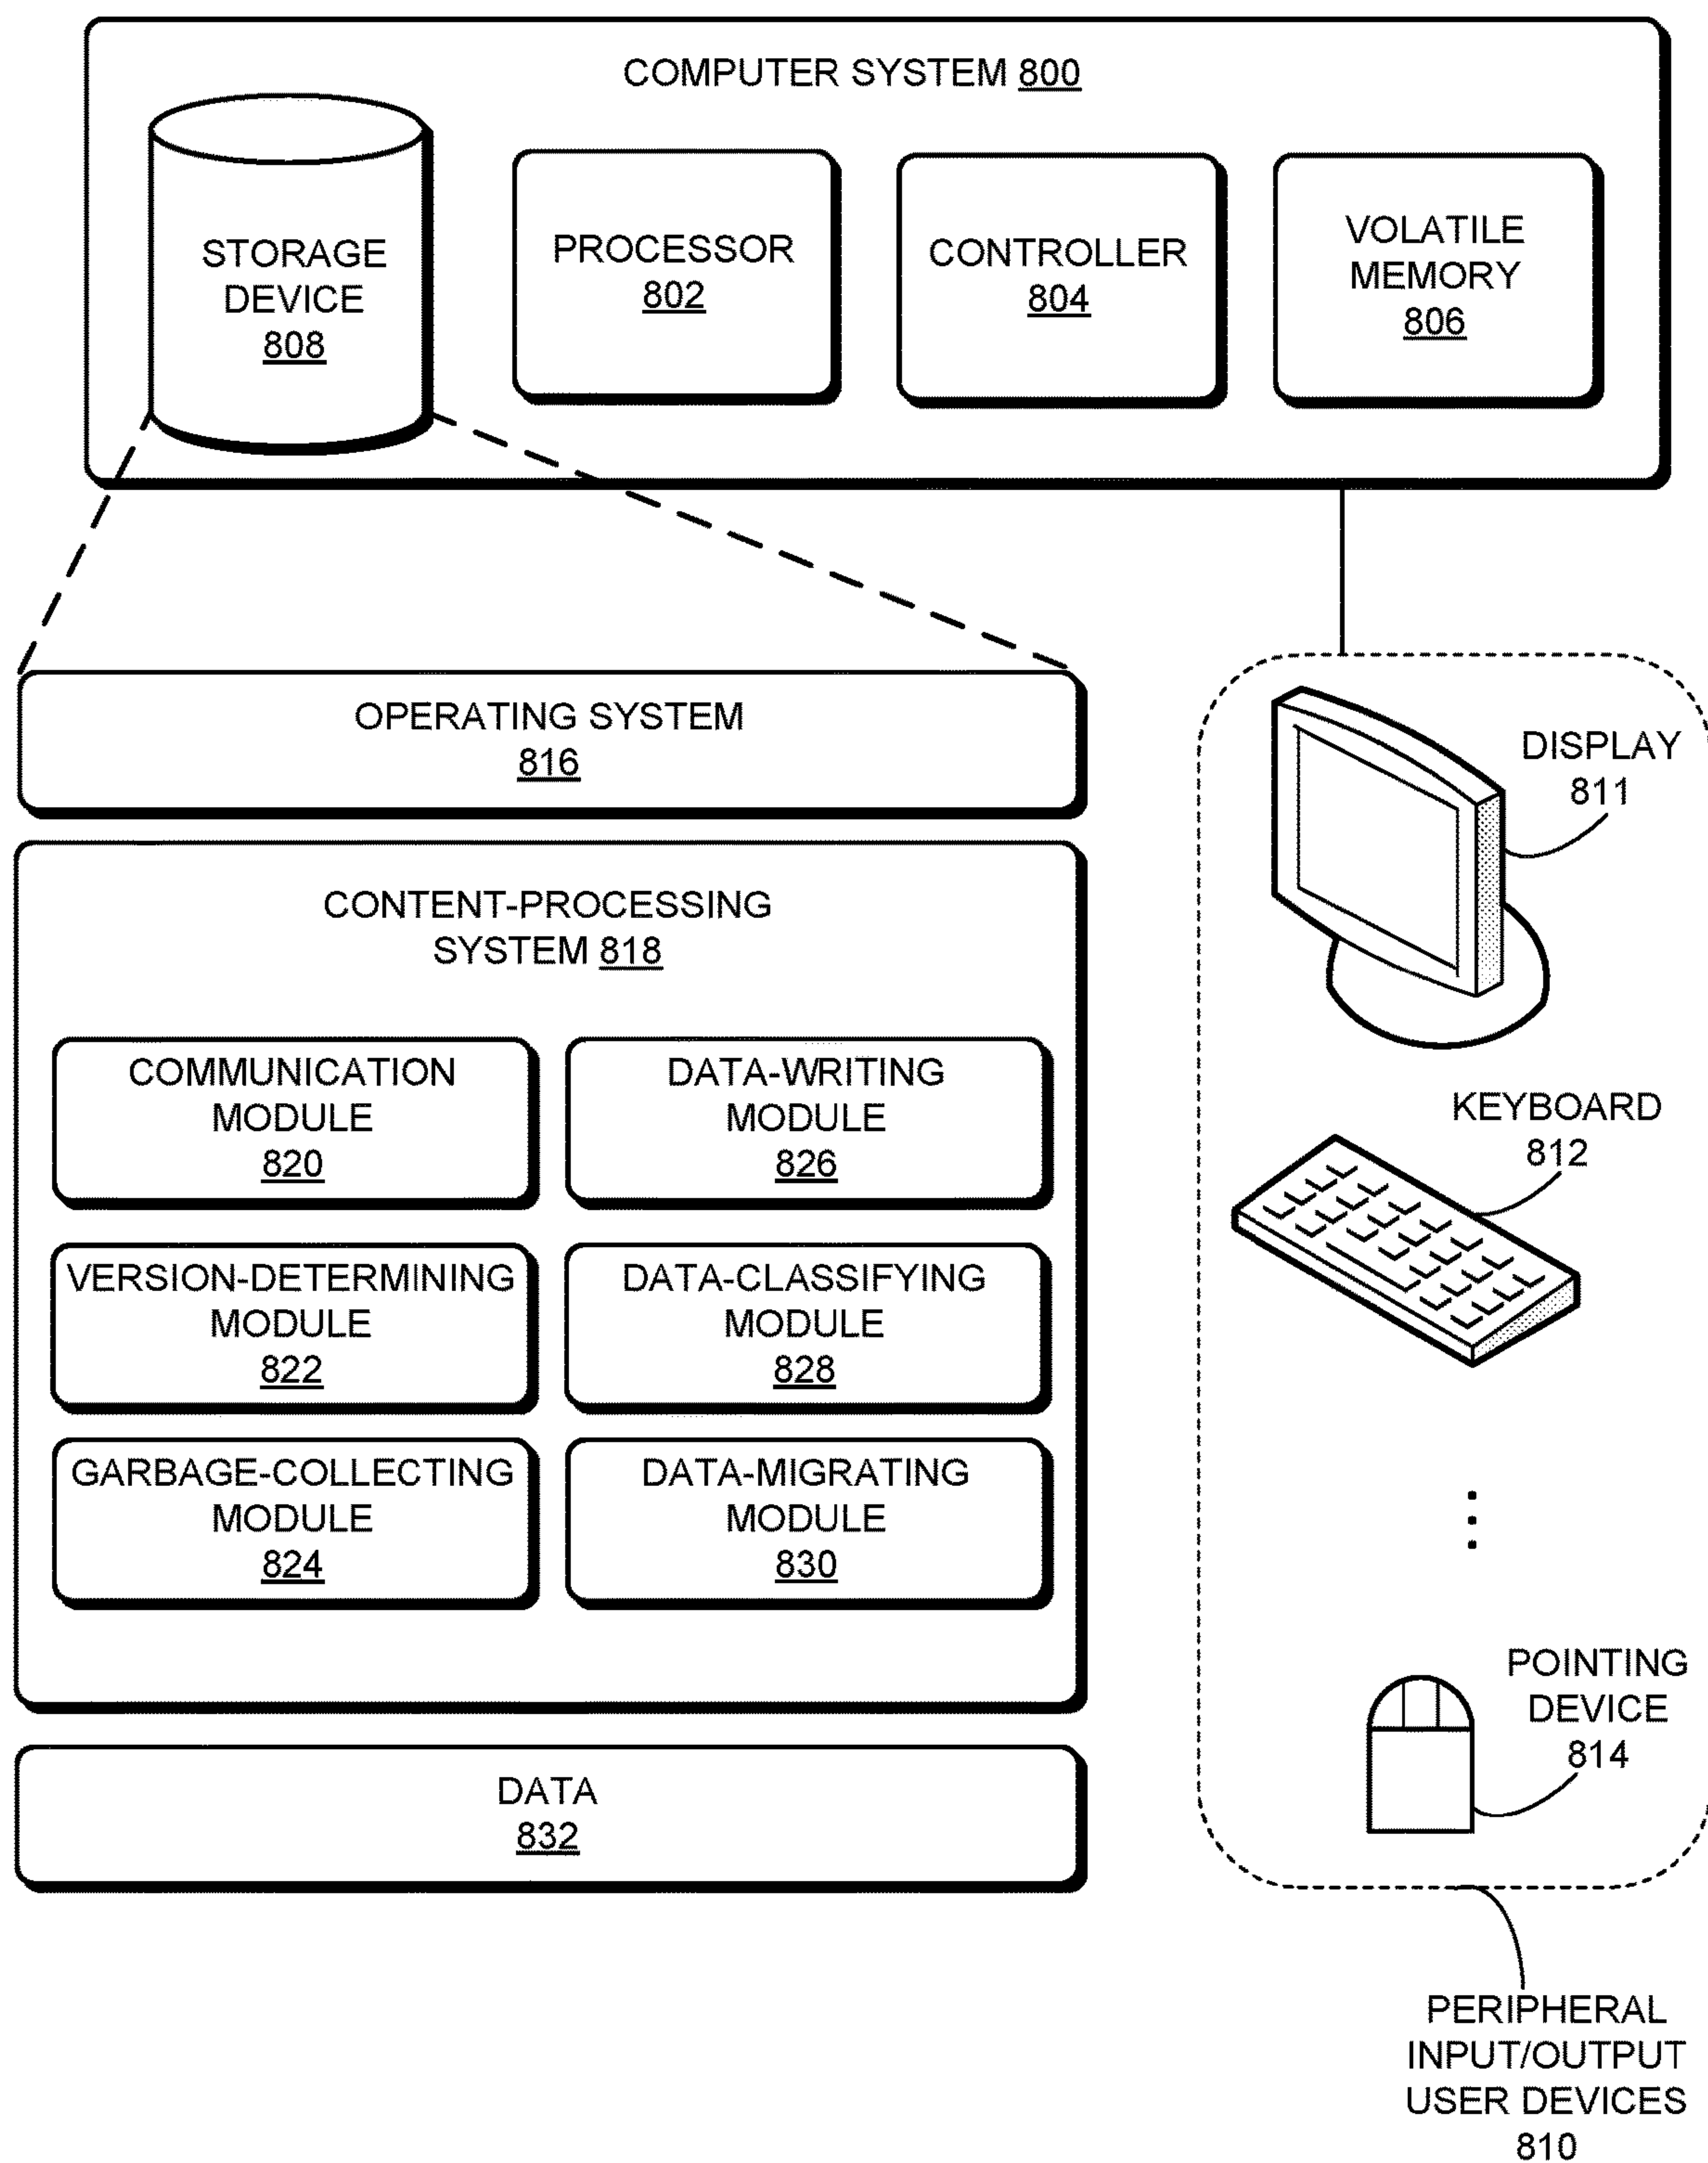 COMPUTER SYSTEM 800
STORAGE
DEVICE
808
PROCESSOR
802
CONTROLLER
804
VOLATILE
MEMORY
806
OPERATING SYSTEM
816
CONTENT-PROCESSING
SYSTEM 818
COMMUNICATION
MODULE
820
DATA-WRITING
MODULE
826
VERSION-DETERMINING
MODULE
822
DATA-CLASSIFYING
MODULE
828
GARBAGE-COLLECTING
MODULE
824
DATA-MIGRATING
MODULE
830
DATA
832
DISPLAY
811
KEYBOARD
812
POINTING
DEVICE
814
PERIPHERAL
INPUT/OUTPUT
USER DEVICES
810